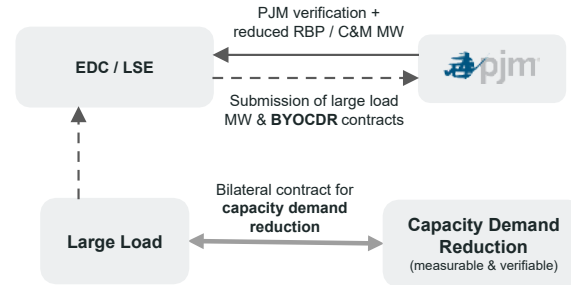 PJM verification +
reduced RBP / C&M MW
EDC / LSE
pjm
Submission of large load
MW & BYOCDR contracts
Bilateral contract for
capacity demand
reduction
Large Load
Capacity Demand
Reduction
(measurable & verifiable)